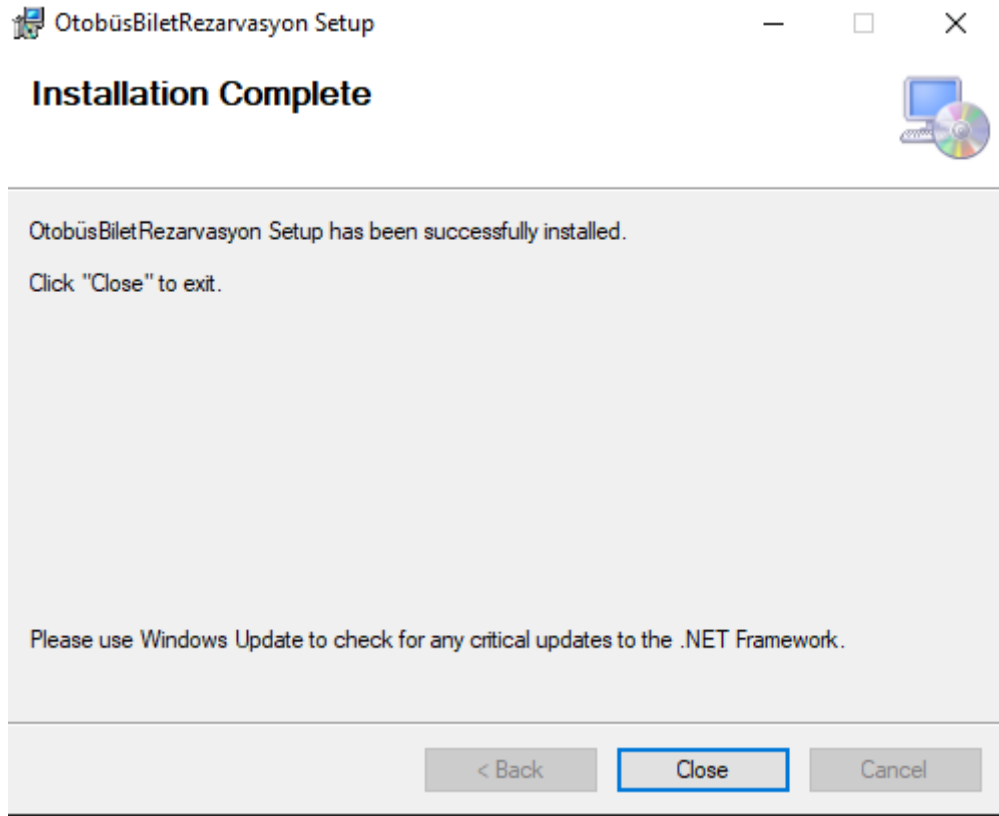 OtobüsBiletRezarvasyon Setup
Installation Complete
OtobüsBiletRezarvasyon Setup has been successfully installed.
Click "Close" to exit.
Please use Windows Update to check for any critical updates to the .NET Framework.
< Back
Close
Cancel